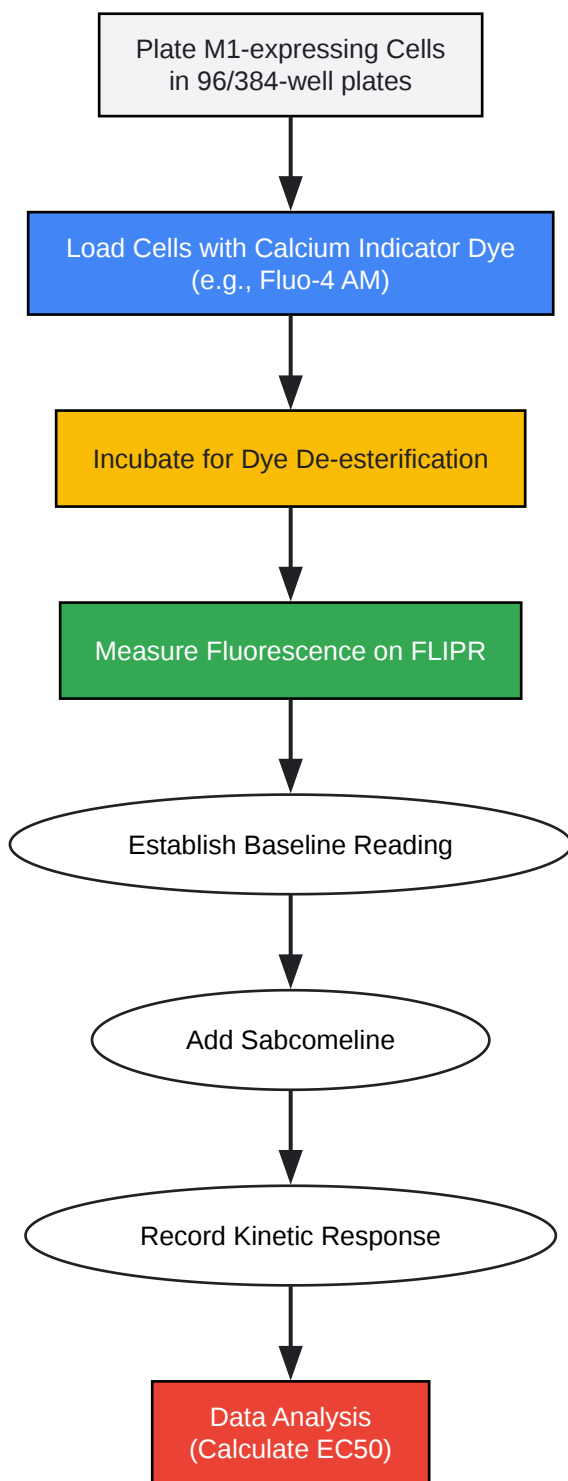 Plate M1-expressing Cells
in 96/384-well plates
Load Cells with Calcium Indicator Dye
(e.g., Fluo-4 AM)
Incubate for Dye De-esterification
Measure Fluorescence on FLIPR
Establish Baseline Reading
Add Sabcomeline
Record Kinetic Response
Data Analysis
(Calculate EC50)